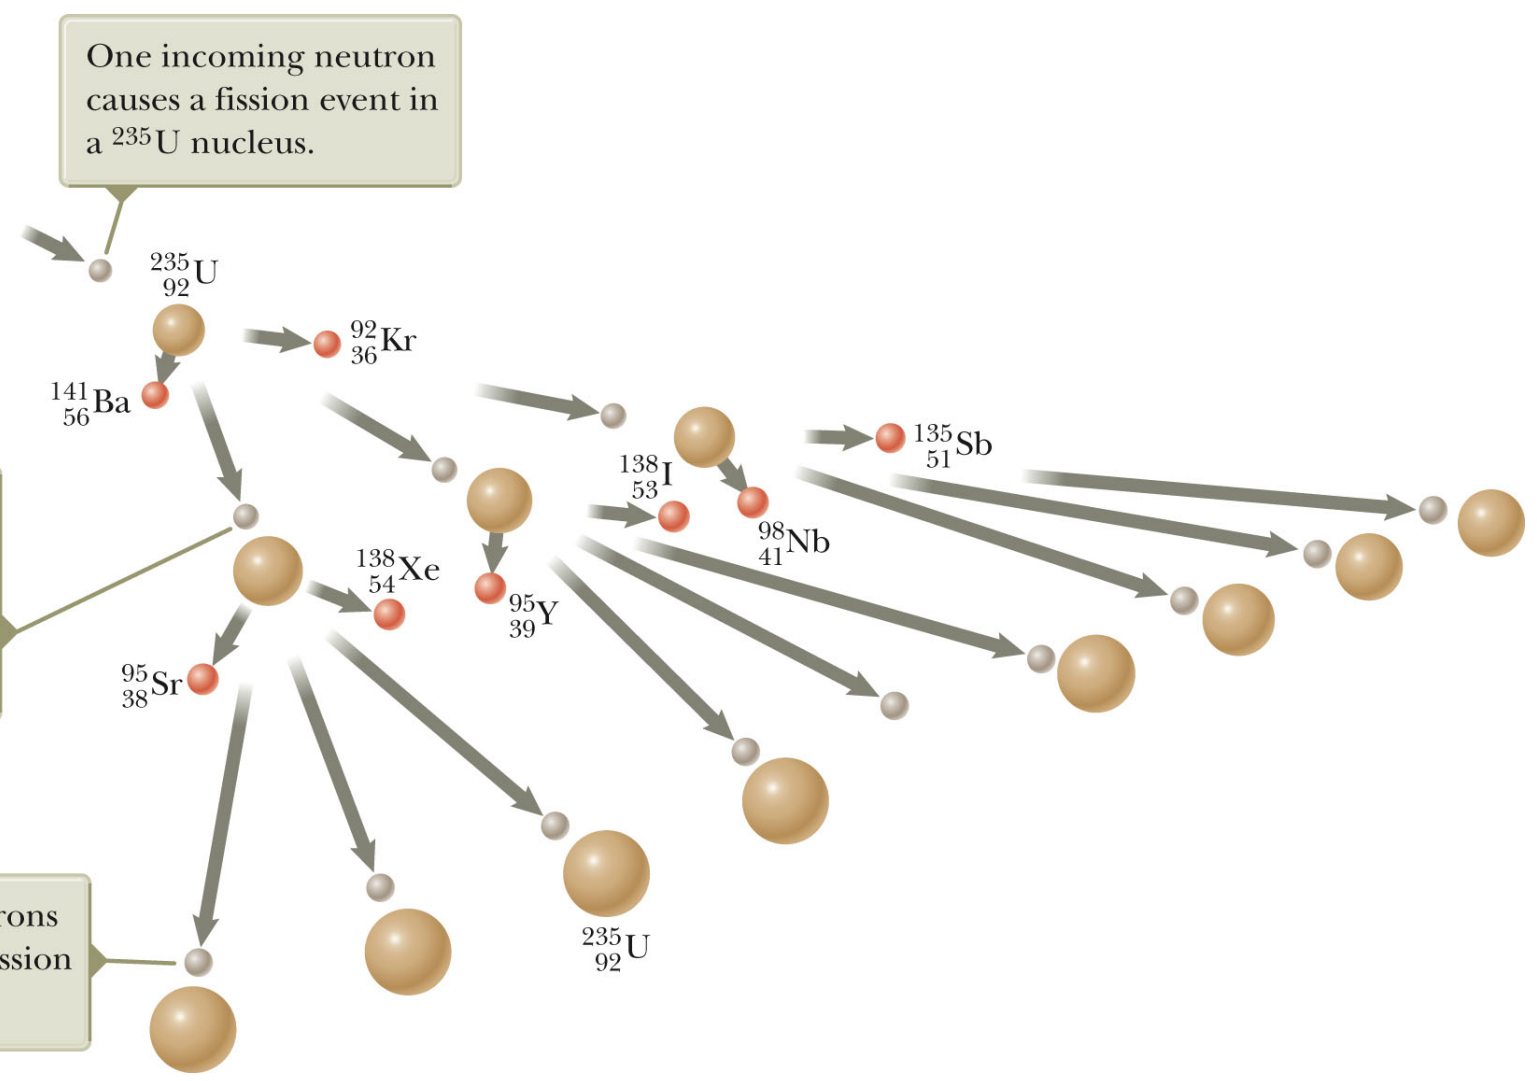 One incoming neutron
causes a fission event in
a ²³⁵U nucleus.
²³⁵₉₂U
⁹²₃₆Kr
¹⁴¹₅₆Ba
¹³⁵₅₁Sb
¹³⁸₅₃I
⁹⁸₄₁Nb
¹³⁸₅₄Xe
⁹⁵₃₉Y
⁹⁵₃₈Sr
rons
ssion
²³⁵₉₂U